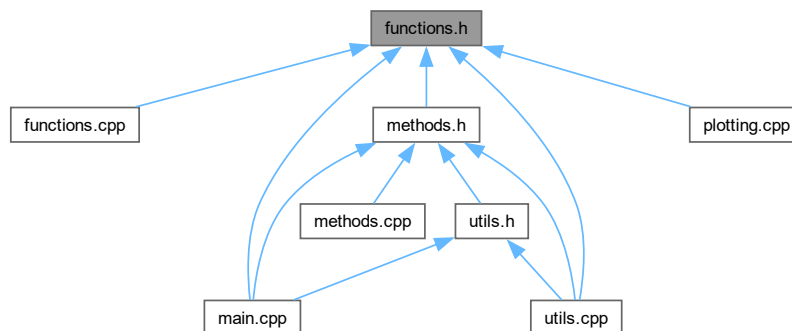 functions.h
functions.cpp
methods.h
plotting.cpp
methods.cpp
utils.h
main.cpp
utils.cpp